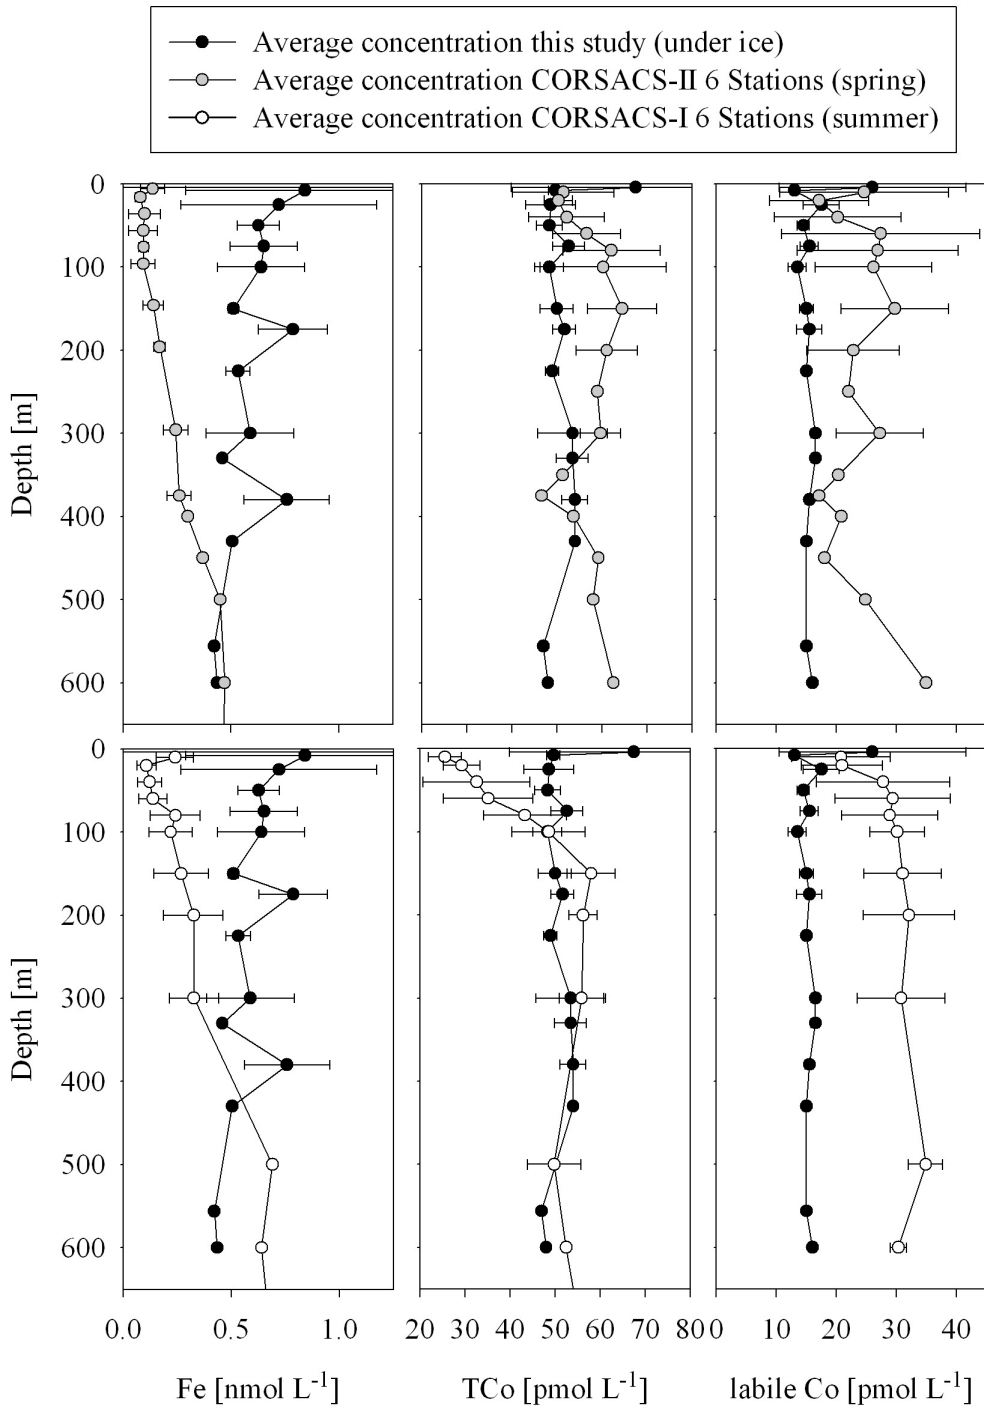 Average concentration this study (under ice)
Average concentration CORSACS-II 6 Stations (spring)
Average concentration CORSACS-I 6 Stations (summer)
0
100
200
300
400
500
600
Depth [m]
0
100
200
300
400
500
600
Depth [m]
0.0 0.5 1.0
20 30 40 50 60 70 80
0 10 20 30 40
Fe [nmol L-1]
TCo [pmol L-1]
labile Co [pmol L-1]